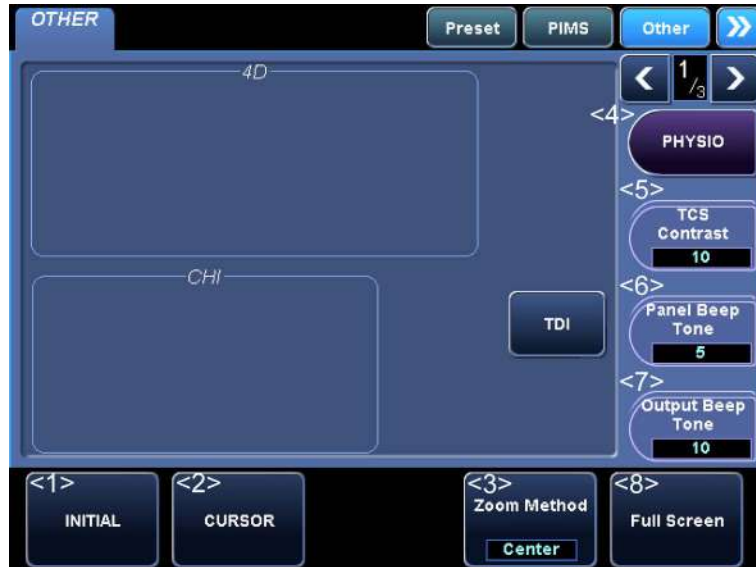 OTHER
Preset
PIMS
Other
»
4D
<
1/3
>
<4>
PHYSIO
<5>
TCS
Contrast
10
CHI
TDI
<6>
Panel Beep
Tone
5
<7>
Output Beep
Tone
10
<1>
INITIAL
<2>
CURSOR
<3>
Zoom Method
Center
<8>
Full Screen